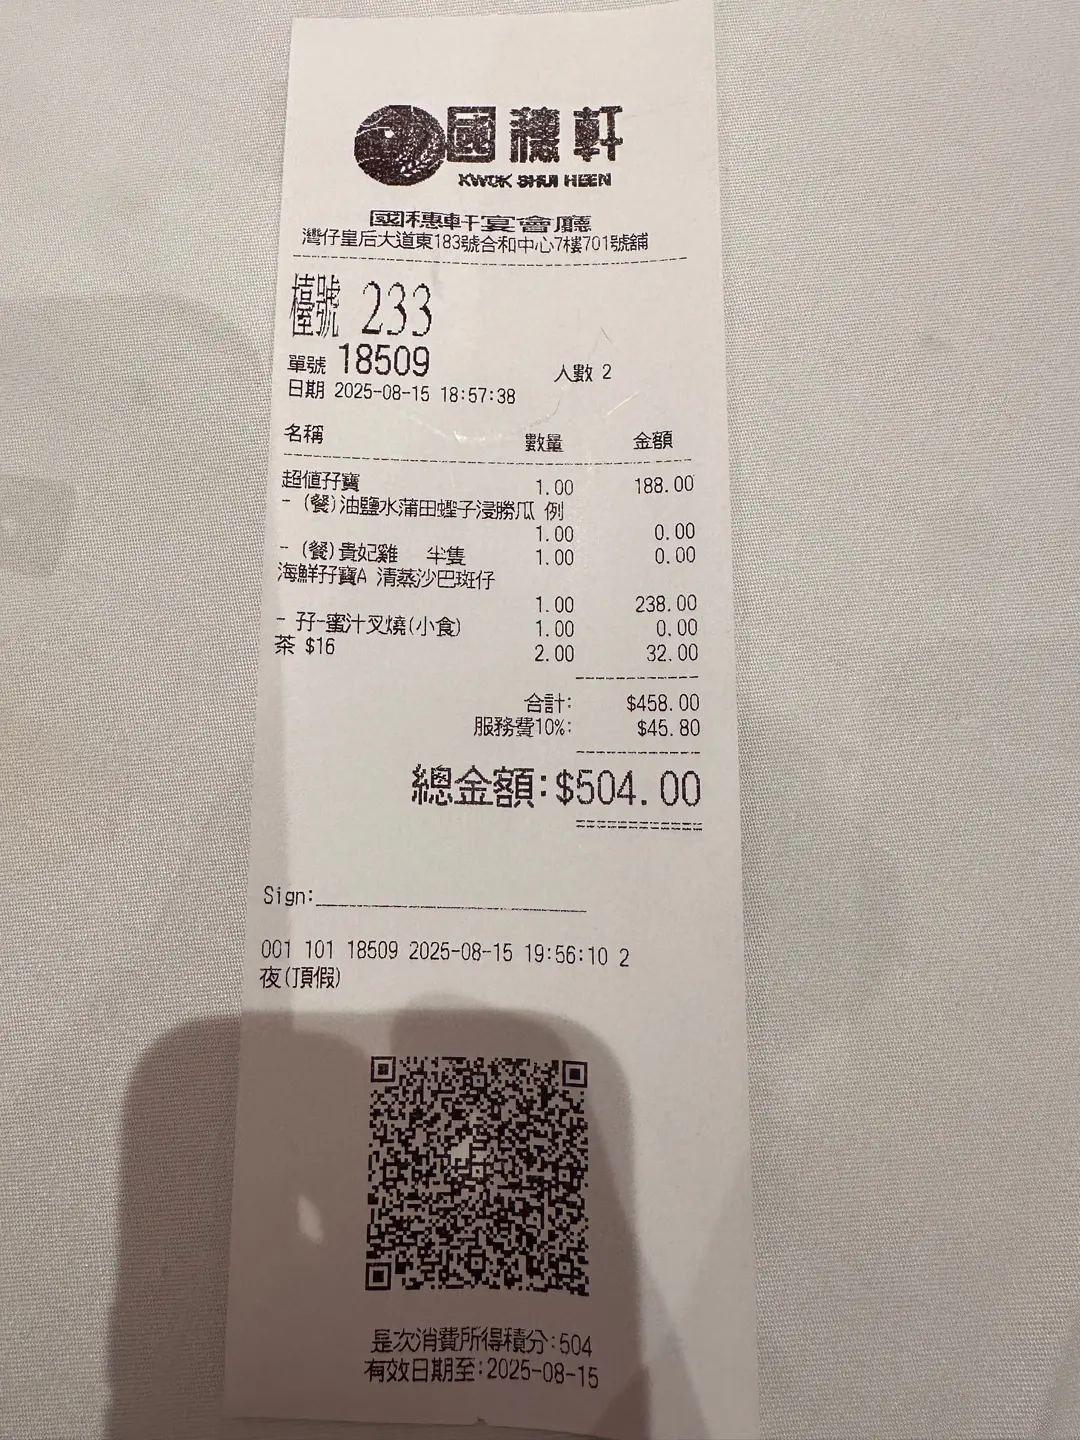 國穗軒
KWOK SHUI HEEN
國穗軒宴會廳
灣仔皇后大道東183號合和中心7樓701號舖
檯號 233
單號 18509 人數 2
日期 2025-08-15 18:57:38
名稱 數量 金額
超值孖寶 1.00 188.00
- (餐)油鹽水蒲田蟶子浸勝瓜 例
1.00 0.00
- (餐)貴妃雞 半隻 1.00 0.00
海鮮孖寶A 清蒸沙巴斑仔
1.00 238.00
- 孖-蜜汁叉燒(小食) 1.00 0.00
茶 $16 2.00 32.00
合計: $458.00
服務費10%: $45.80
總金額:$504.00
Sign:
001 101 18509 2025-08-15 19:56:10 2
夜(頂假)
是次消費所得積分:504
有效日期至:2025-08-15